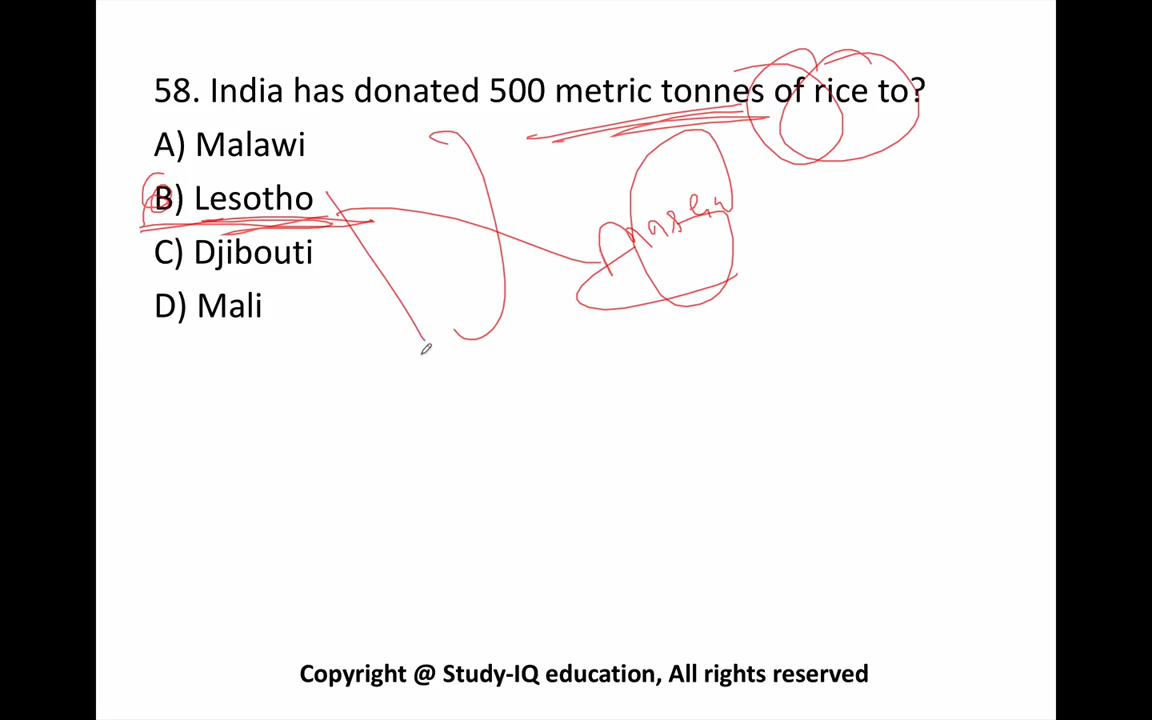 58. India has donated 500 metric tonnes of rice to?
A) Malawi
B) Lesotho
C) Djibouti
D) Mali
Copyright @ Study-IQ education, All rights reserved